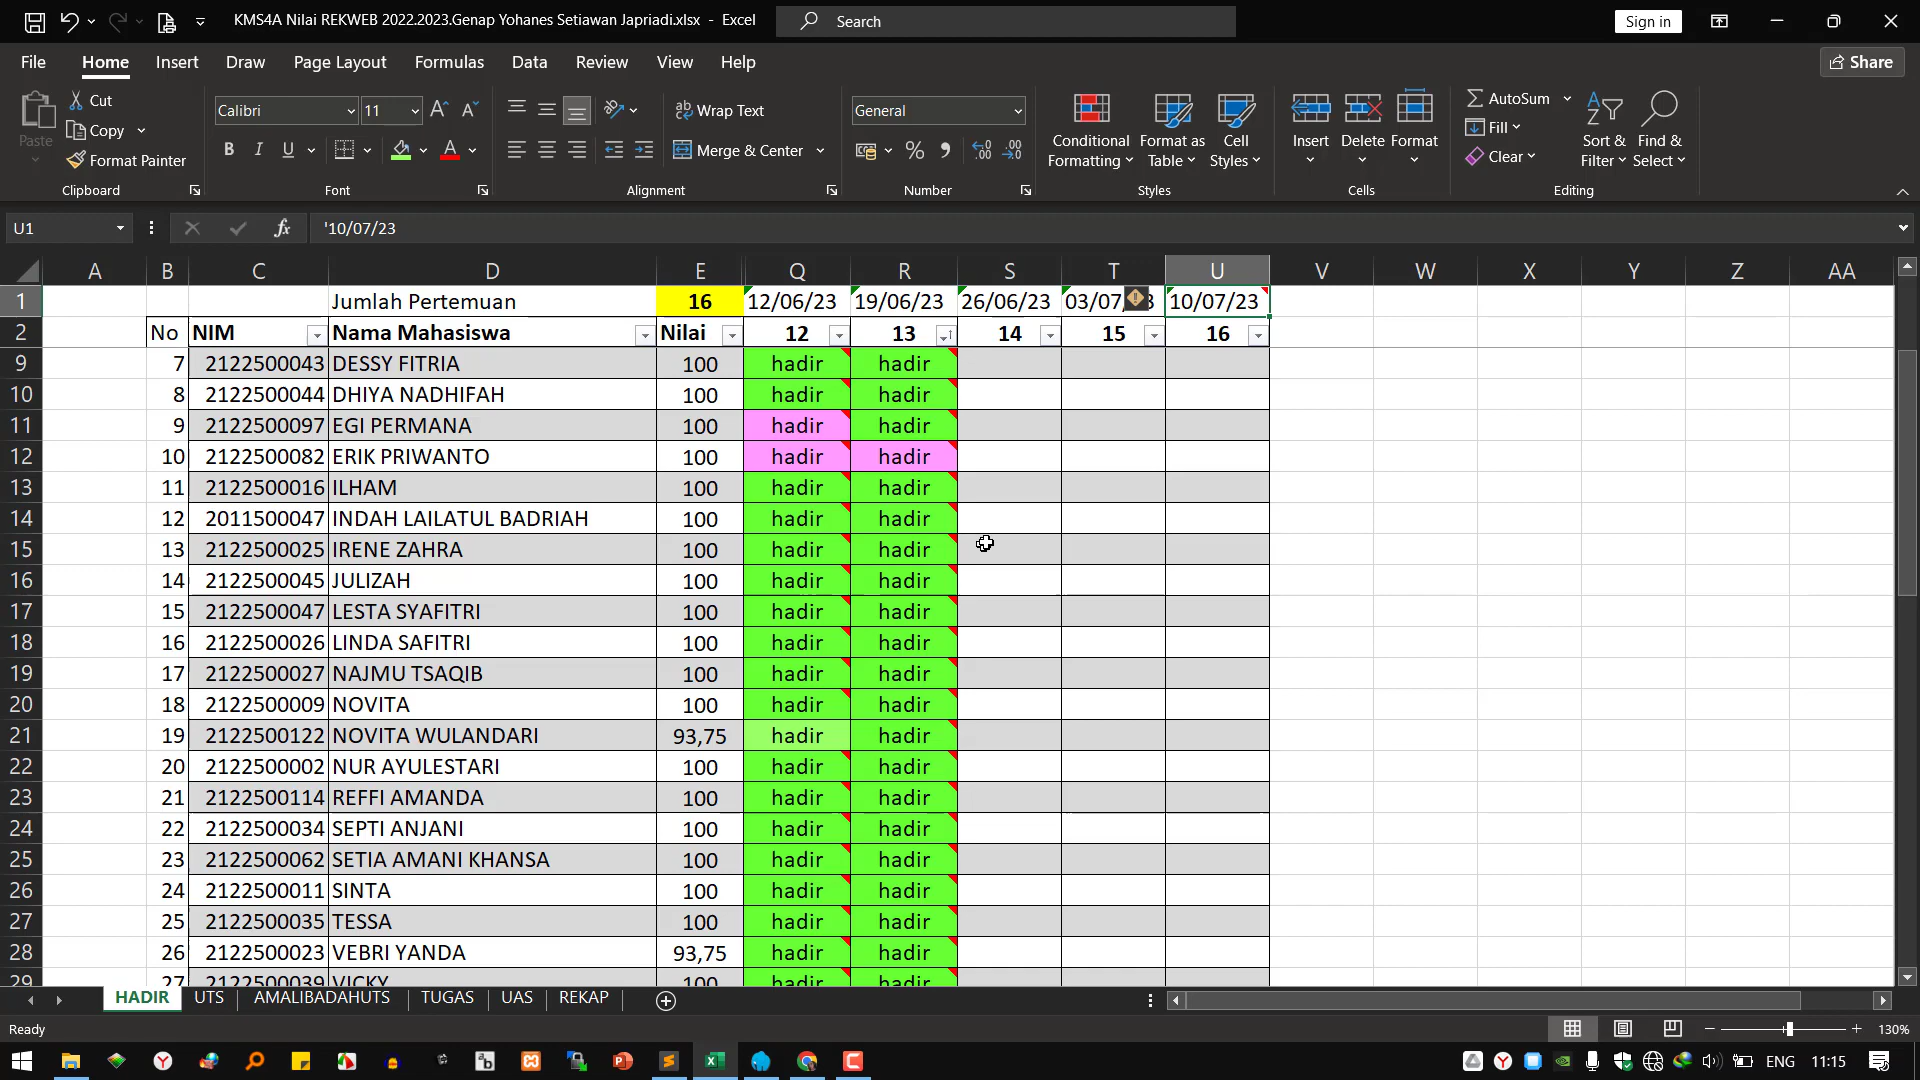 KMS4A Nilai REKWEB 2022.2023.Genap Yohanes Setiawan Japriadi.xlsx - Excel
Search
Sign in
File Home Insert Draw Page Layout Formulas Data Review View Help Share
Paste Cut Copy Format Painter Clipboard
Calibri 11 B I U A Font
Wrap Text Merge & Center Alignment
General % Number
Conditional Formatting Format as Table Cell Styles Styles
Insert Delete Format Cells
AutoSum Fill Clear Sort & Filter Find & Select Editing
U1 fx '10/07/23
A B C D E Q R S T U V W X Y Z AA
1 Jumlah Pertemuan 16 12/06/23 19/06/23 26/06/23 03/07/ 3 10/07/23
2 No NIM Nama Mahasiswa Nilai 12 13 14 15 16
9 7 2122500043 DESSY FITRIA 100 hadir hadir
10 8 2122500044 DHIYA NADHIFAH 100 hadir hadir
11 9 2122500097 EGI PERMANA 100 hadir hadir
12 10 2122500082 ERIK PRIWANTO 100 hadir hadir
13 11 2122500016 ILHAM 100 hadir hadir
14 12 2011500047 INDAH LAILATUL BADRIAH 100 hadir hadir
15 13 2122500025 IRENE ZAHRA 100 hadir hadir
16 14 2122500045 JULIZAH 100 hadir hadir
17 15 2122500047 LESTA SYAFITRI 100 hadir hadir
18 16 2122500026 LINDA SAFITRI 100 hadir hadir
19 17 2122500027 NAJMU TSAQIB 100 hadir hadir
20 18 2122500009 NOVITA 100 hadir hadir
21 19 2122500122 NOVITA WULANDARI 93,75 hadir hadir
22 20 2122500002 NUR AYULESTARI 100 hadir hadir
23 21 2122500114 REFFI AMANDA 100 hadir hadir
24 22 2122500034 SEPTI ANJANI 100 hadir hadir
25 23 2122500062 SETIA AMANI KHANSA 100 hadir hadir
26 24 2122500011 SINTA 100 hadir hadir
27 25 2122500035 TESSA 100 hadir hadir
28 26 2122500023 VEBRI YANDA 93,75 hadir hadir
29 27 2122500039 VICKY 100 hadir hadir
HADIR UTS AMALIBADAHUTS TUGAS UAS REKAP
Ready 130%
ENG 11:15